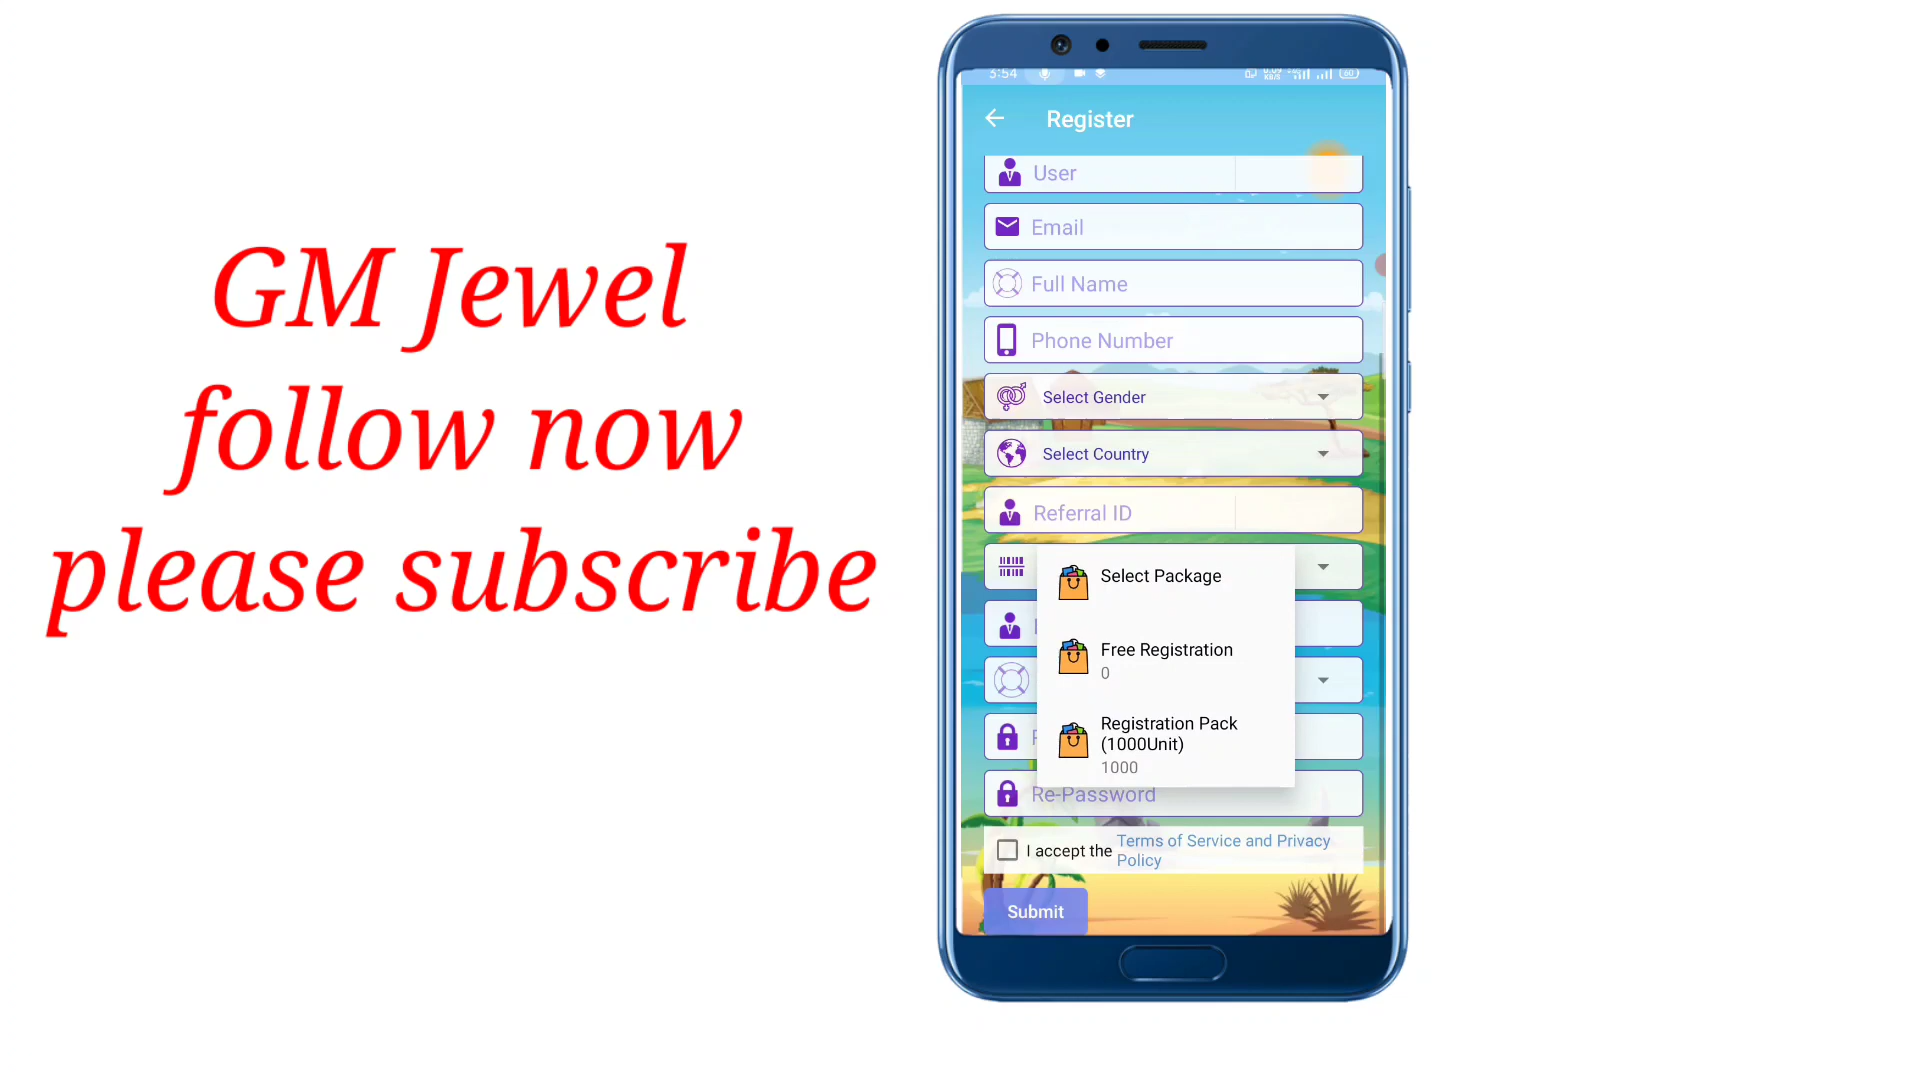 GM Jewel
follow now
please subscribe
3:54
60
Register
User
Email
Full Name
Phone Number
Select Gender
Select Country
Referral ID
Select Package
Free Registration
0
Registration Pack
(1000Unit)
1000
Re-Password
I accept the Terms of Service and Privacy
Policy
Submit